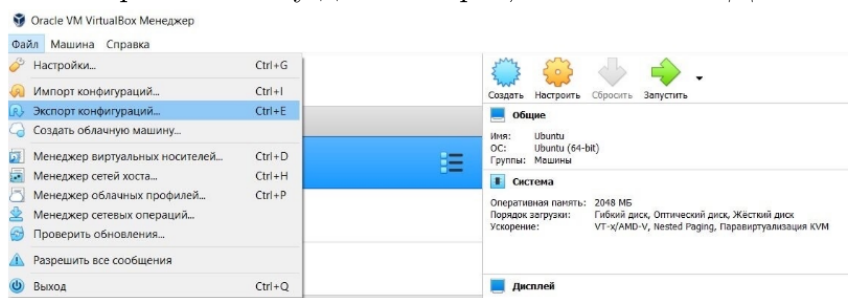 Oracle VM VirtualBox Менеджер
Файл Машина Справка
Настройки... Ctrl+G
Импорт конфигураций... Ctrl+I
Экспорт конфигураций... Ctrl+E
Создать облачную машину...
Менеджер виртуальных носителей... Ctrl+D
Менеджер сетей хоста... Ctrl+H
Менеджер облачных профилей... Ctrl+P
Менеджер сетевых операций...
Проверить обновления...
Разрешить все сообщения
Выход Ctrl+Q
Создать Настроить Сбросить Запустить
Общие
Имя: Ubuntu
ОС: Ubuntu (64-bit)
Группы: Машины
Система
Оперативная память: 2048 МБ
Порядок загрузки: Гибкий диск, Оптический диск, Жёсткий диск
Ускорение: VT-x/AMD-V, Nested Paging, Паравиртуализация KVM
Дисплей